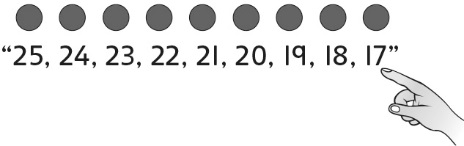 “25, 24, 23, 22, 21, 20, 19, 18, 17”